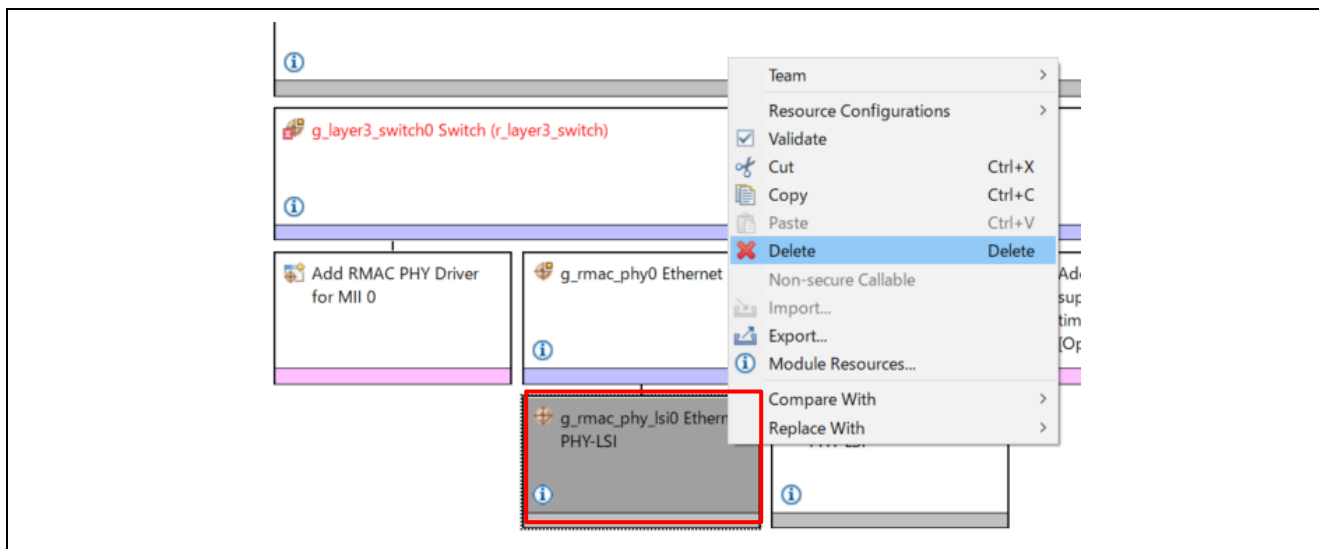 g_layer3_switch0 Switch (r_layer3_switch)
Add RMAC PHY Driver
for MII 0
g_rmac_phy0 Ethernet
g_rmac_phy_lsi0 Ethern
PHY-LSI
Team
Resource Configurations
Validate
Cut Ctrl+X
Copy Ctrl+C
Paste Ctrl+V
Delete Delete
Non-secure Callable
Import...
Export...
Module Resources...
Compare With
Replace With
[Op